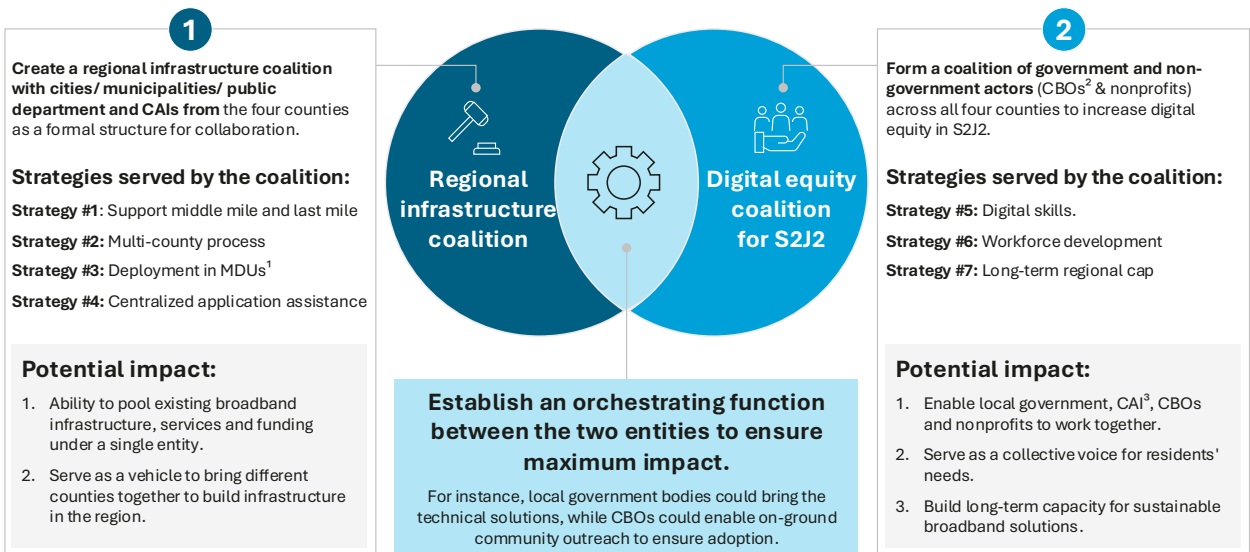 1
Create a regional infrastructure coalition
with cities/ municipalities/ public
department and CAIs from the four counties
as a formal structure for collaboration.
Strategies served by the coalition:
Strategy #1: Support middle mile and last mile
Strategy #2: Multi-county process
Strategy #3: Deployment in MDUs¹
Strategy #4: Centralized application assistance
Potential impact:
1. Ability to pool existing broadband
infrastructure, services and funding
under a single entity.
2. Serve as a vehicle to bring different
counties together to build infrastructure
in the region.
Regional
infrastructure
coalition
Digital equity
coalition
for S2J2
Establish an orchestrating function
between the two entities to ensure
maximum impact.
For instance, local government bodies could bring the
technical solutions, while CBOs could enable on-ground
community outreach to ensure adoption.
2
Form a coalition of government and non-
government actors (CBOs² & nonprofits)
across all four counties to increase digital
equity in S2J2.
Strategies served by the coalition:
Strategy #5: Digital skills.
Strategy #6: Workforce development
Strategy #7: Long-term regional cap
Potential impact:
1. Enable local government, CAI³, CBOs
and nonprofits to work together.
2. Serve as a collective voice for residents'
needs.
3. Build long-term capacity for sustainable
broadband solutions.